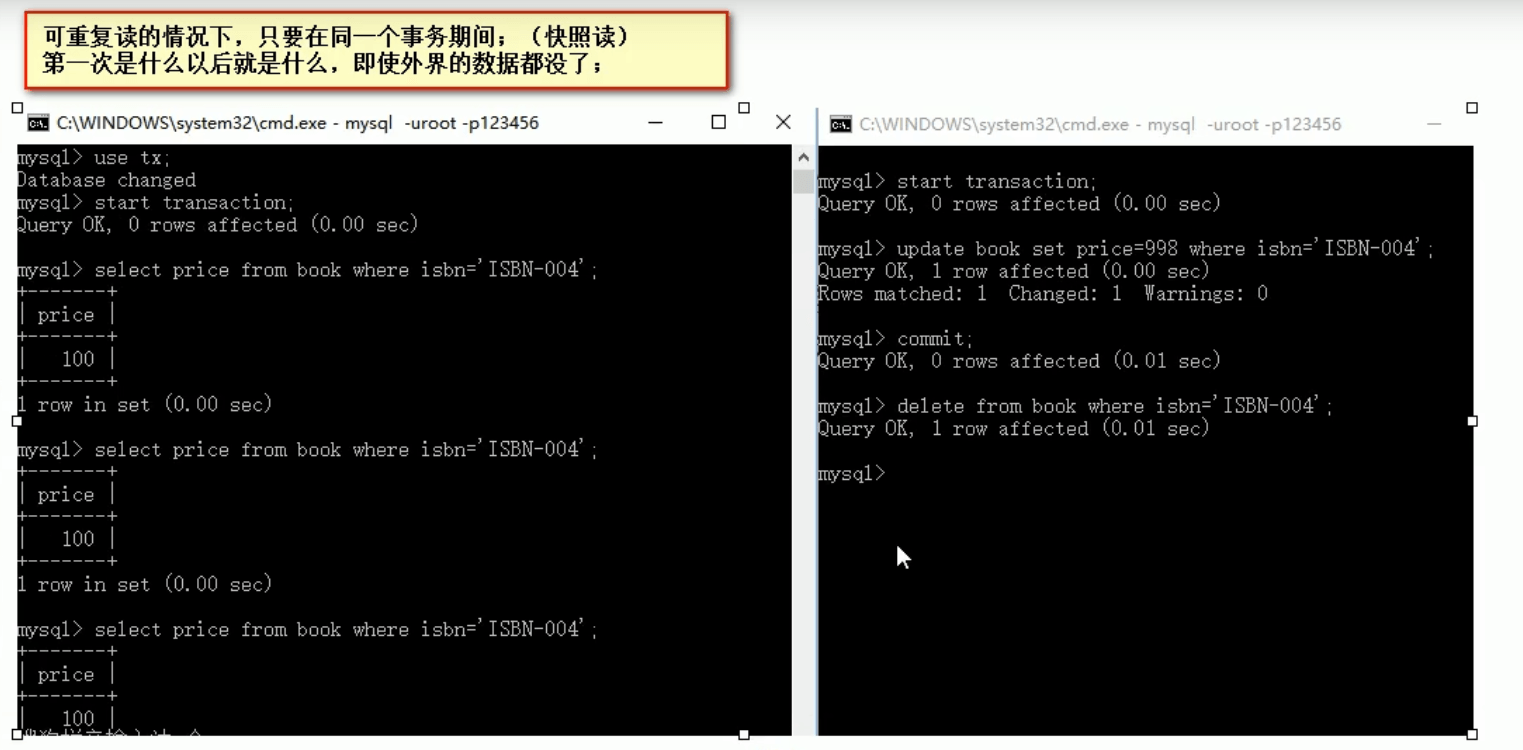 可重复读的情况下，只要在同一个事务期间；（快照读）
第一次是什么以后就是什么，即使外界的数据都没了；
C:\WINDOWS\system32\cmd.exe - mysql  -uroot -p123456
mysql> use tx;
Database changed
mysql> start transaction;
Query OK, 0 rows affected (0.00 sec)
mysql> select price from book where isbn='ISBN-004';
+-------+
| price |
+-------+
|   100 |
+-------+
1 row in set (0.00 sec)
mysql> select price from book where isbn='ISBN-004';
+-------+
| price |
+-------+
|   100 |
+-------+
1 row in set (0.00 sec)
mysql> select price from book where isbn='ISBN-004';
+-------+
| price |
+-------+
|   100 |
C:\WINDOWS\system32\cmd.exe - mysql  -uroot -p123456
mysql> start transaction;
Query OK, 0 rows affected (0.00 sec)
mysql> update book set price=998 where isbn='ISBN-004';
Query OK, 1 row affected (0.00 sec)
Rows matched: 1  Changed: 1  Warnings: 0
mysql> commit;
Query OK, 0 rows affected (0.01 sec)
mysql> delete from book where isbn='ISBN-004';
Query OK, 1 row affected (0.01 sec)
mysql>